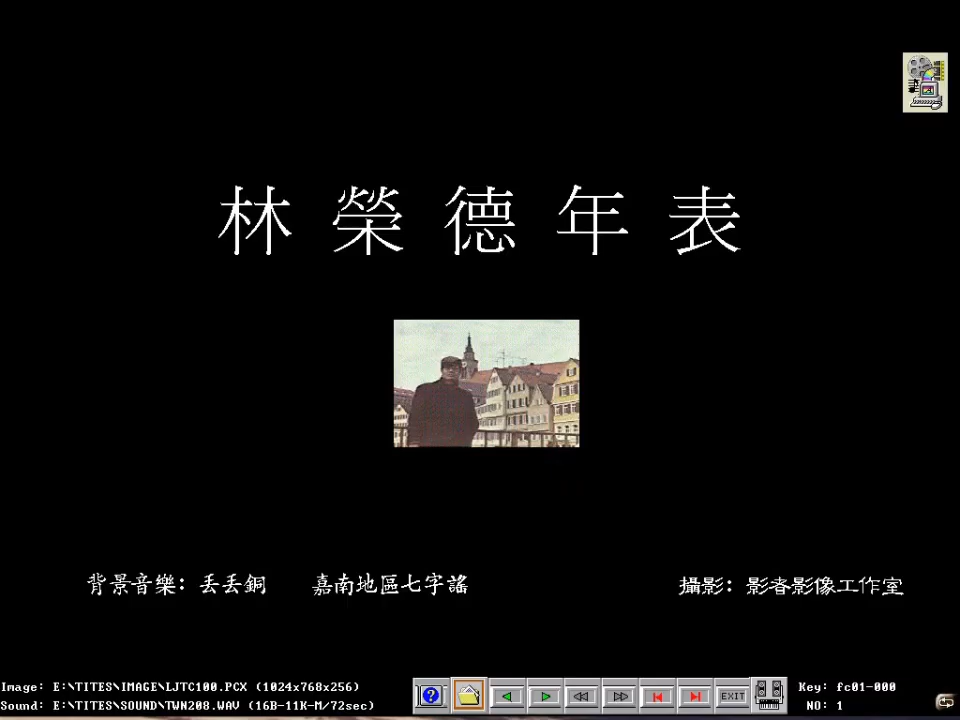 林榮德年表
背景音樂: 丟丟銅 嘉南地區七字謠
攝影: 影沓影像工作室
Image: E:\TITES\IMAGE\LJTC100.PCX (1024x768x256)
Sound: E:\TITES\SOUND\TWN208.WAV (16B-11K-M/72sec)
EXIT
Key: fc01-000
NO: 1